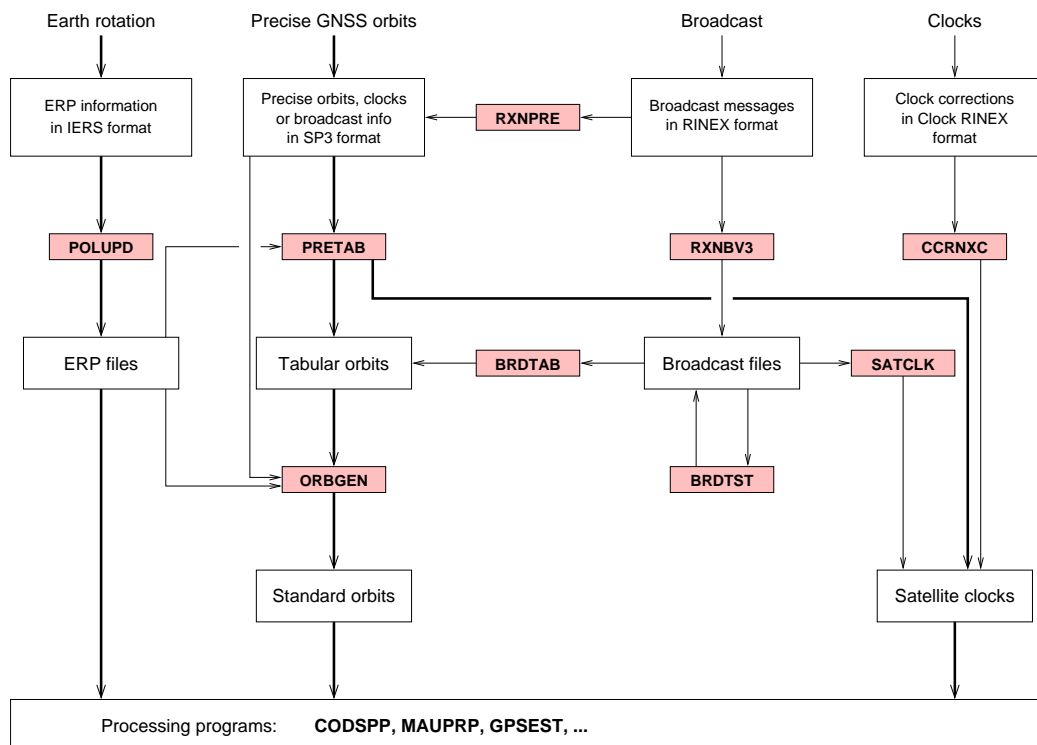 Earth rotation
Precise GNSS orbits
Broadcast
Clocks
ERP information
in IERS format
Precise orbits, clocks
or broadcast info
in SP3 format
RXNPRE
Broadcast messages
in RINEX format
Clock corrections
in Clock RINEX
format
POLUPD
PRETAB
RXNBV3
CCRNXC
ERP files
Tabular orbits
BRDTAB
Broadcast files
SATCLK
ORBGEN
BRDTST
Standard orbits
Satellite clocks
Processing programs: CODSPP, MAUPRP, GPSEST, ...